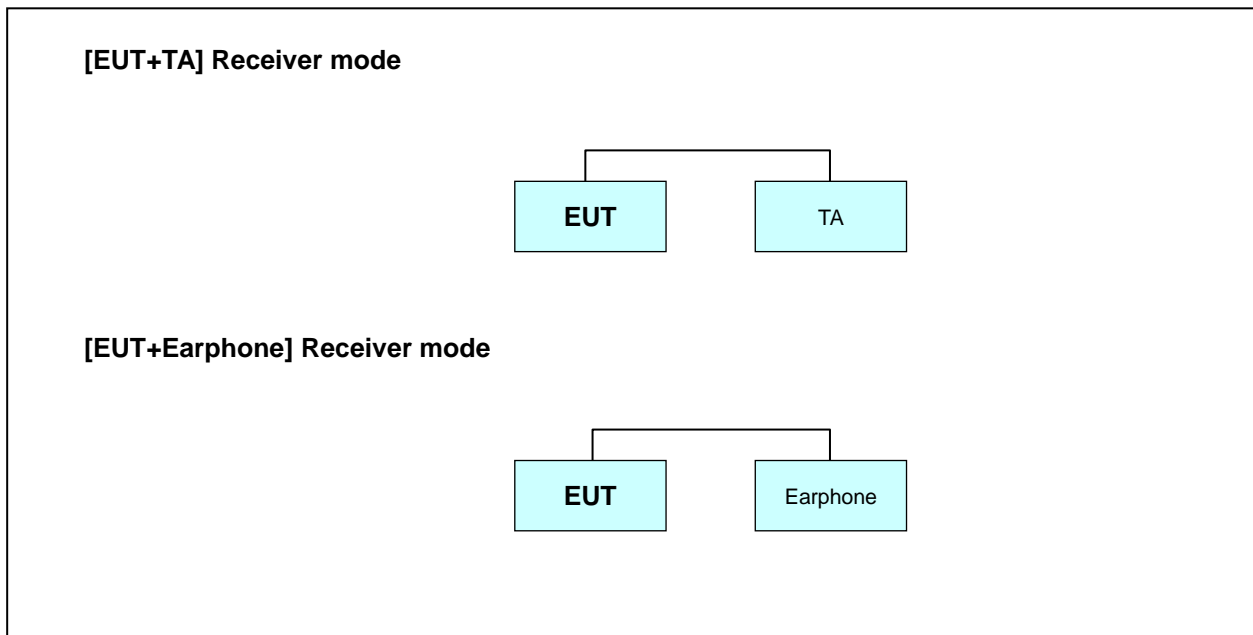 [EUT+TA] Receiver mode
EUT
TA
[EUT+Earphone] Receiver mode
EUT
Earphone